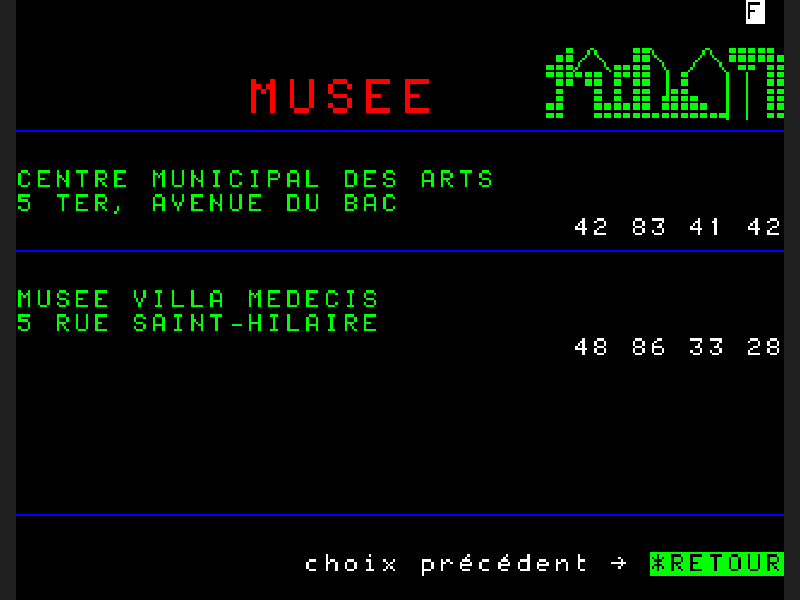 F
MUSEE
CENTRE MUNICIPAL DES ARTS
5 TER, AVENUE DU BAC
42 83 41 42
MUSEE VILLA MEDECIS
5 RUE SAINT-HILAIRE
48 86 33 28
choix précédent → *RETOUR